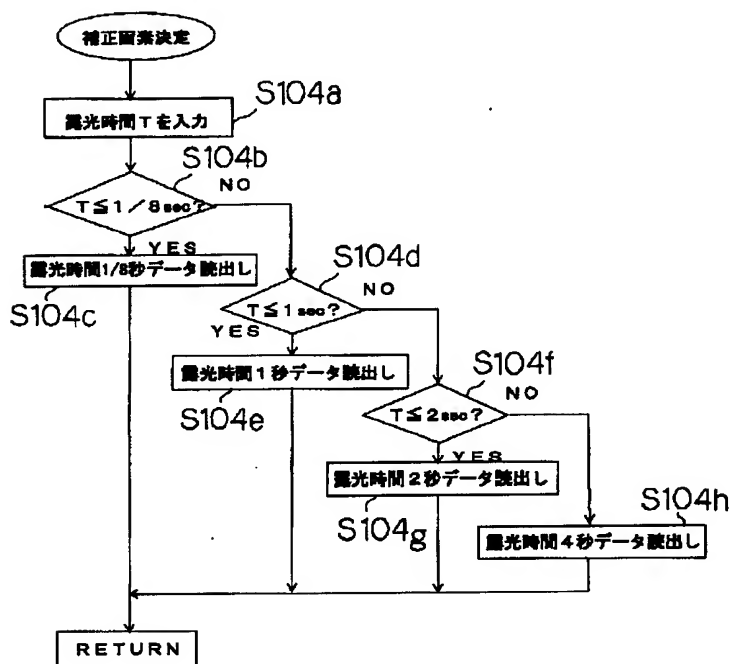 補正画素決定
S104a
露光時間Tを入力
S104b
T≦1/8sec?
NO
YES
露光時間1/8秒データ読出し
S104c
S104d
T≦1sec?
NO
YES
露光時間1秒データ読出し
S104e
S104f
T≦2sec?
NO
YES
露光時間2秒データ読出し
S104g
S104h
露光時間4秒データ読出し
RETURN